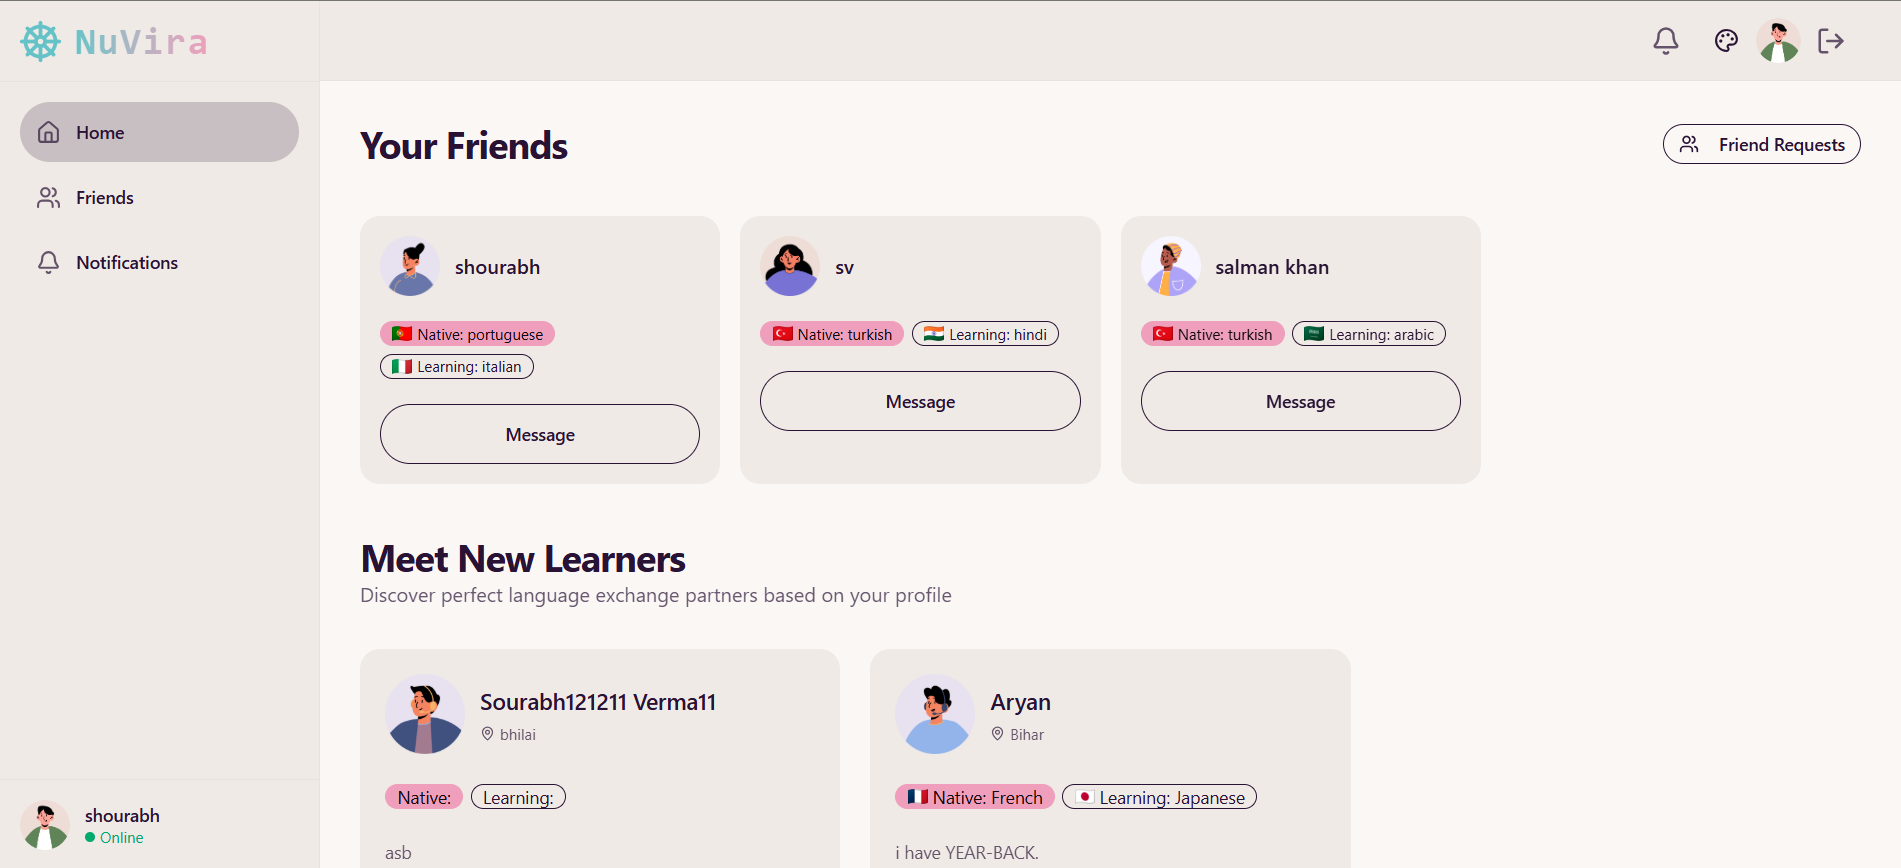 NuVira
Home
Friends
Notifications
Your Friends
Friend Requests
shourabh
Native: portuguese
Learning: italian
Message
sv
Native: turkish
Learning: hindi
Message
salman khan
Native: turkish
Learning: arabic
Message
Meet New Learners
Discover perfect language exchange partners based on your profile
Sourabh121211 Verma11
bhilai
Native:
Learning:
asb
Aryan
Bihar
Native: French
Learning: Japanese
i have YEAR-BACK.
shourabh
Online